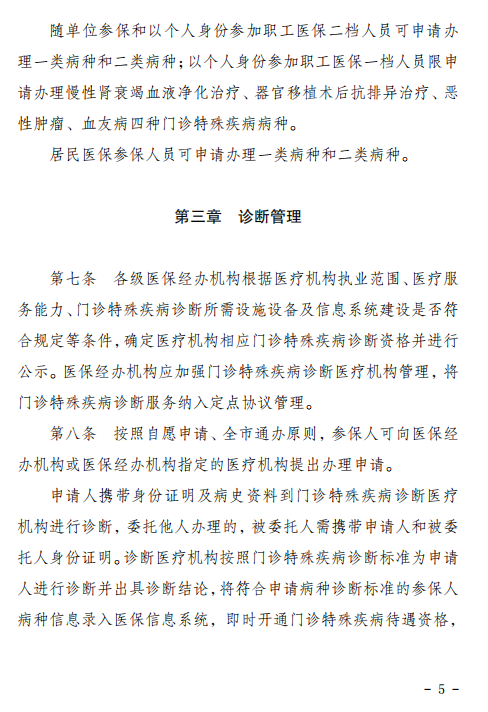 随单位参保和以个人身份参加职工医保二档人员可申请办
理一类病种和二类病种；以个人身份参加职工医保一档人员限申
请办理慢性肾衰竭血液净化治疗、器官移植术后抗排异治疗、恶
性肿瘤、血友病四种门诊特殊疾病病种。
居民医保参保人员可申请办理一类病种和二类病种。
第三章　诊断管理
第七条　各级医保经办机构根据医疗机构执业范围、医疗服
务能力、门诊特殊疾病诊断所需设施设备及信息系统建设是否符
合规定等条件，确定医疗机构相应门诊特殊疾病诊断资格并进行
公示。医保经办机构应加强门诊特殊疾病诊断医疗机构管理，将
门诊特殊疾病诊断服务纳入定点协议管理。
第八条　按照自愿申请、全市通办原则，参保人可向医保经
办机构或医保经办机构指定的医疗机构提出办理申请。
申请人携带身份证明及病史资料到门诊特殊疾病诊断医疗
机构进行诊断，委托他人办理的，被委托人需携带申请人和被委
托人身份证明。诊断医疗机构按照门诊特殊疾病诊断标准为申请
人进行诊断并出具诊断结论，将符合申请病种诊断标准的参保人
病种信息录入医保信息系统，即时开通门诊特殊疾病待遇资格，
- 5 -